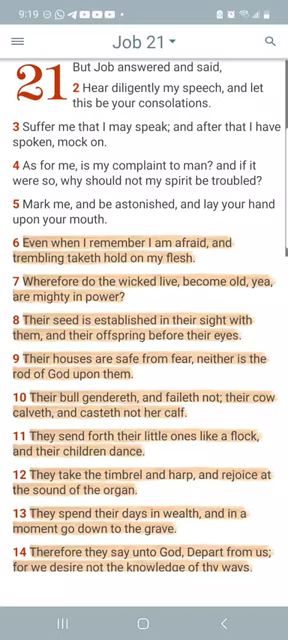 9:19
Job 21
21
But Job answered and said,
2 Hear diligently my speech, and let
this be your consolations.
3 Suffer me that I may speak; and after that I have
spoken, mock on.
4 As for me, is my complaint to man? and if it
were so, why should not my spirit be troubled?
5 Mark me, and be astonished, and lay your hand
upon your mouth.
6 Even when I remember I am afraid, and
trembling taketh hold on my flesh.
7 Wherefore do the wicked live, become old, yea,
are mighty in power?
8 Their seed is established in their sight with
them, and their offspring before their eyes.
9 Their houses are safe from fear, neither is the
rod of God upon them.
10 Their bull gendereth, and faileth not; their cow
calveth, and casteth not her calf.
11 They send forth their little ones like a flock,
and their children dance.
12 They take the timbrel and harp, and rejoice at
the sound of the organ.
13 They spend their days in wealth, and in a
moment go down to the grave.
14 Therefore they say unto God, Depart from us;
for we desire not the knowledge of thy ways.